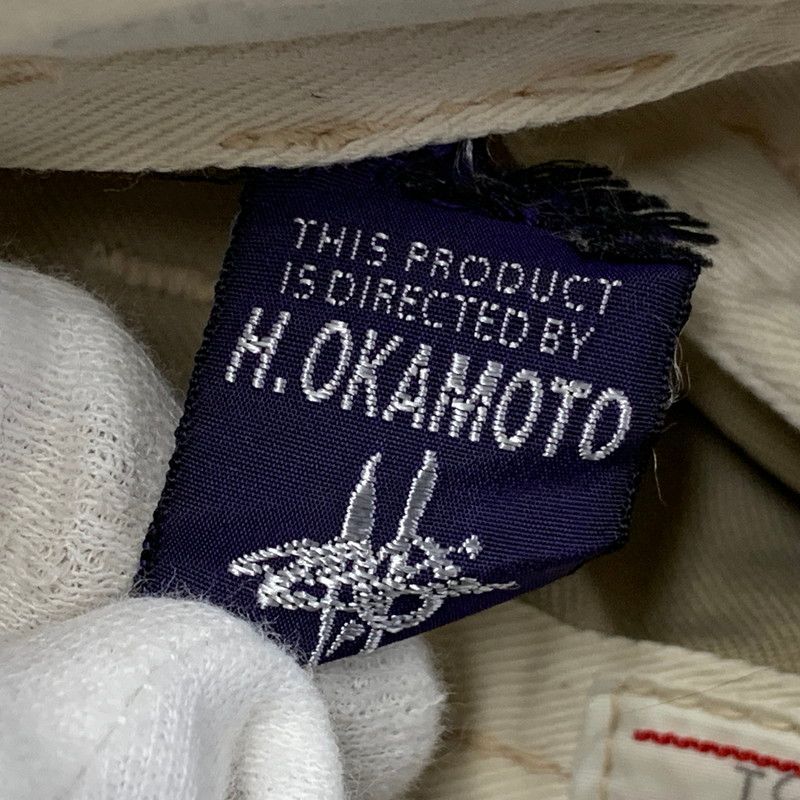 THIS PRODUCT
IS DIRECTED BY
H.OKAMOTO